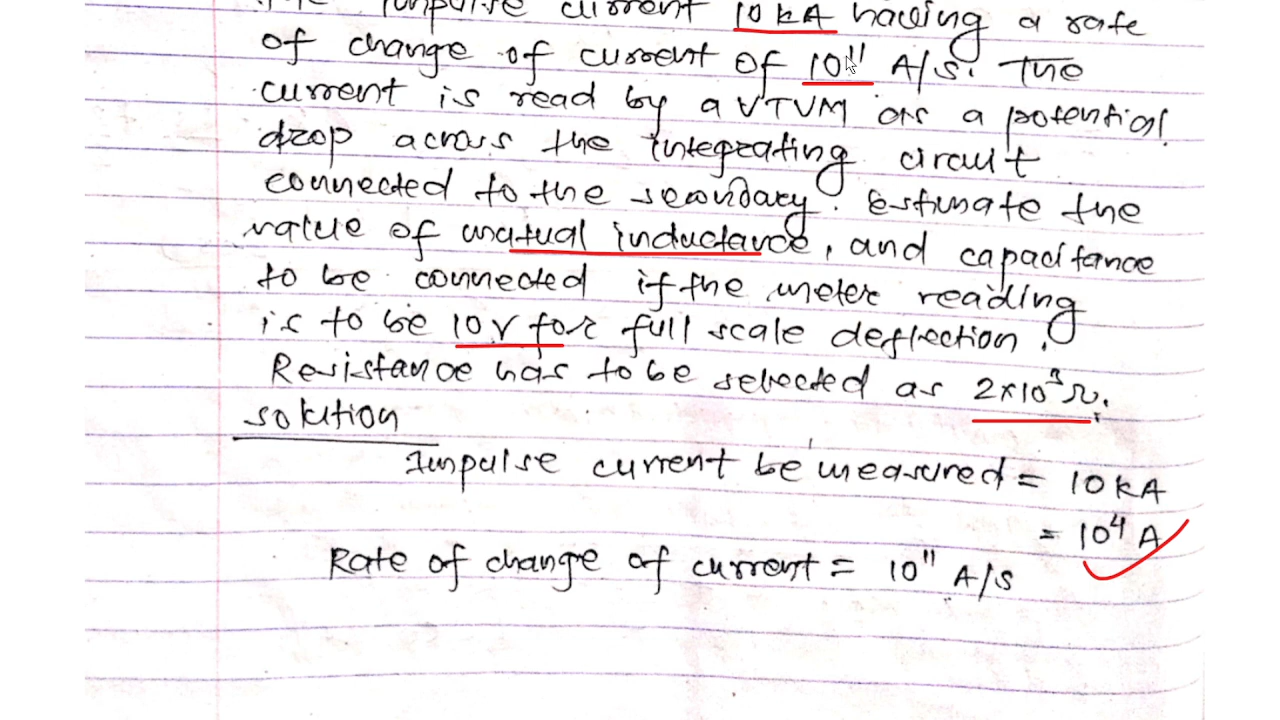 The impulse current 10 kA having a rate
of change of current of 10¹¹ A/s. The
current is read by a VTVM as a potential
drop across the integrating circuit
connected to the secondary. Estimate the
value of mutual inductance, and capacitance
to be connected if the meter reading
is to be 10 V for full scale deflection.
Resistance has to be selected as 2×10³Ω.
solution
Impulse current be measured = 10 kA
= 10⁴ A
Rate of change of current = 10¹¹ A/s